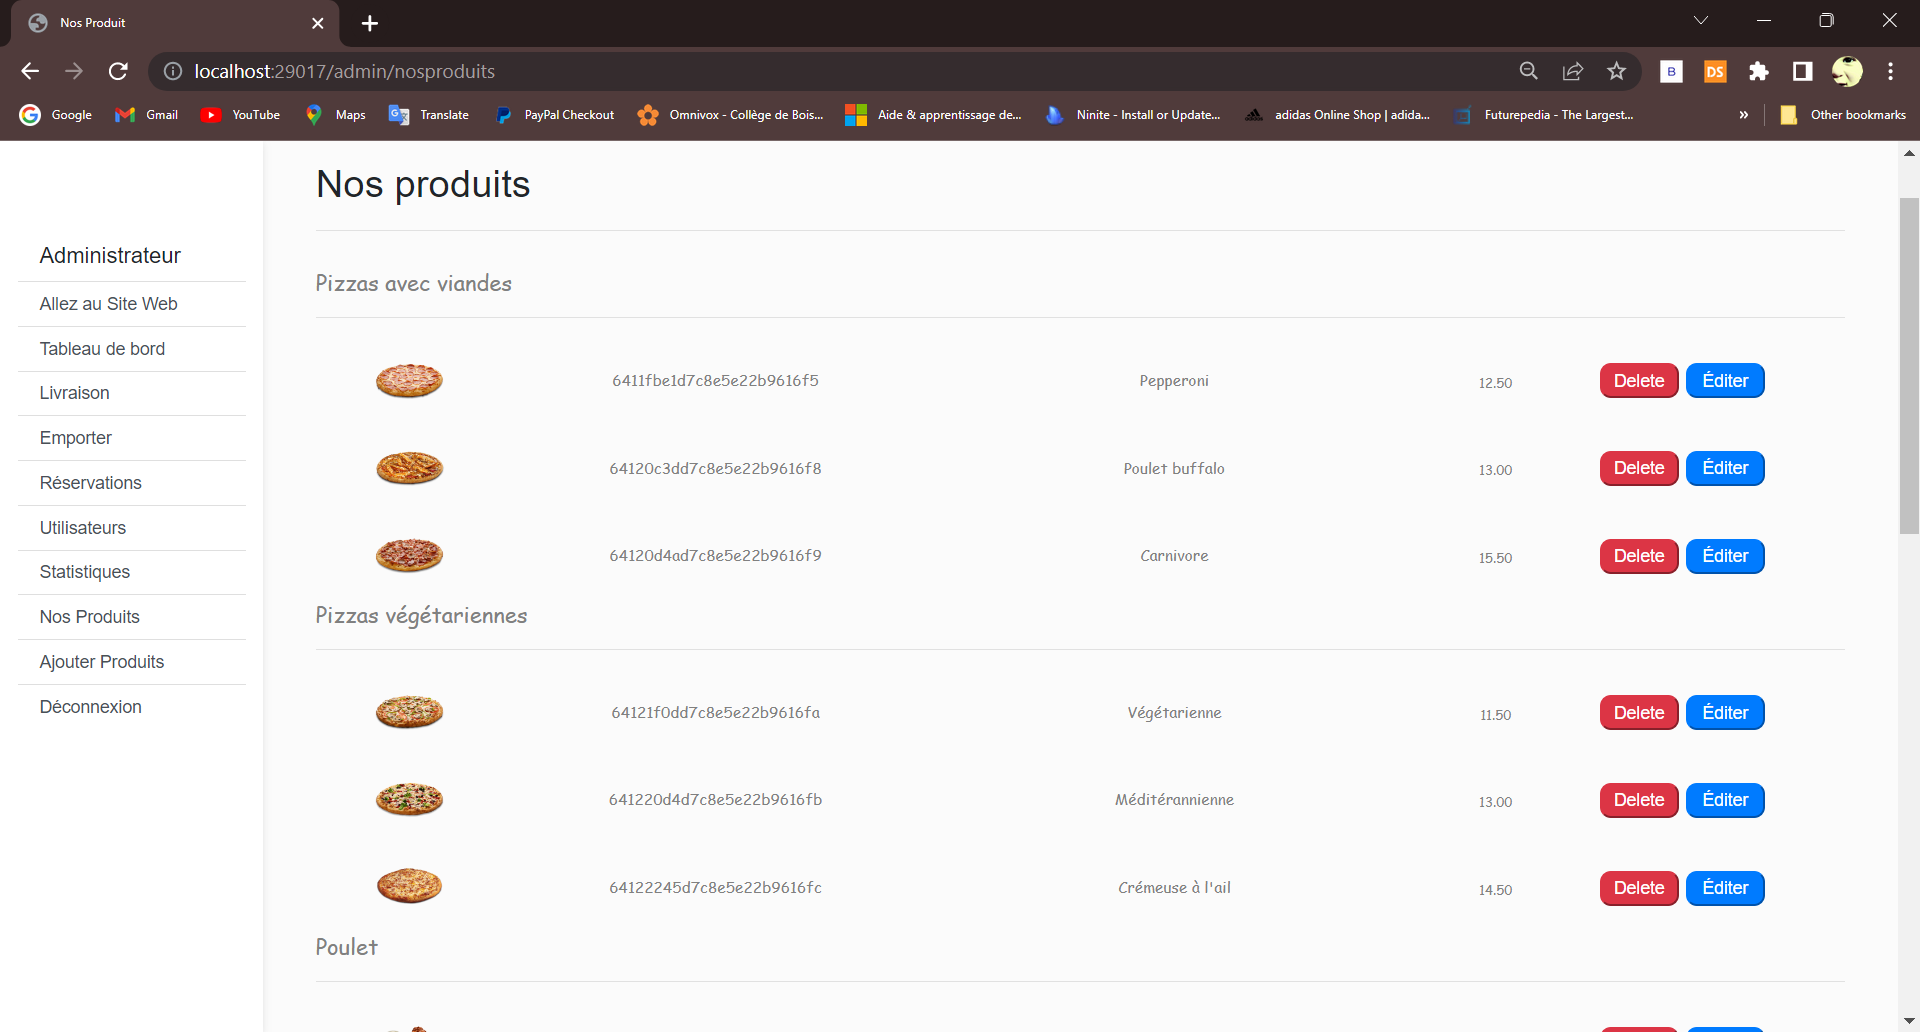 Nos Produit
localhost:29017/admin/nosproduits
B
DS
Google
Gmail
YouTube
Maps
Translate
PayPal Checkout
Omnivox - Collège de Bois...
Aide & apprentissage de...
Ninite - Install or Update...
adidas Online Shop | adida...
Futurepedia - The Largest...
»
Other bookmarks
Administrateur
Allez au Site Web
Tableau de bord
Livraison
Emporter
Réservations
Utilisateurs
Statistiques
Nos Produits
Ajouter Produits
Déconnexion
Nos produits
Pizzas avec viandes
6411fbe1d7c8e5e22b9616f5 Pepperoni 12.50 Delete Éditer
64120c3dd7c8e5e22b9616f8 Poulet buffalo 13.00 Delete Éditer
64120d4ad7c8e5e22b9616f9 Carnivore 15.50 Delete Éditer
Pizzas végétariennes
64121f0dd7c8e5e22b9616fa Végétarienne 11.50 Delete Éditer
641220d4d7c8e5e22b9616fb Méditérannienne 13.00 Delete Éditer
64122245d7c8e5e22b9616fc Crémeuse à l'ail 14.50 Delete Éditer
Poulet